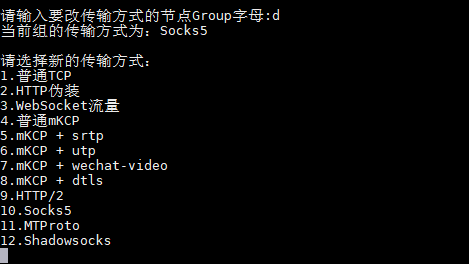 请输入要改传输方式的节点Group字母:d
当前组的传输方式为：Socks5
请选择新的传输方式：
1.普通TCP
2.HTTP伪装
3.WebSocket流量
4.普通mKCP
5.mKCP + srtp
6.mKCP + utp
7.mKCP + wechat-video
8.mKCP + dtls
9.HTTP/2
10.Socks5
11.MTProto
12.Shadowsocks